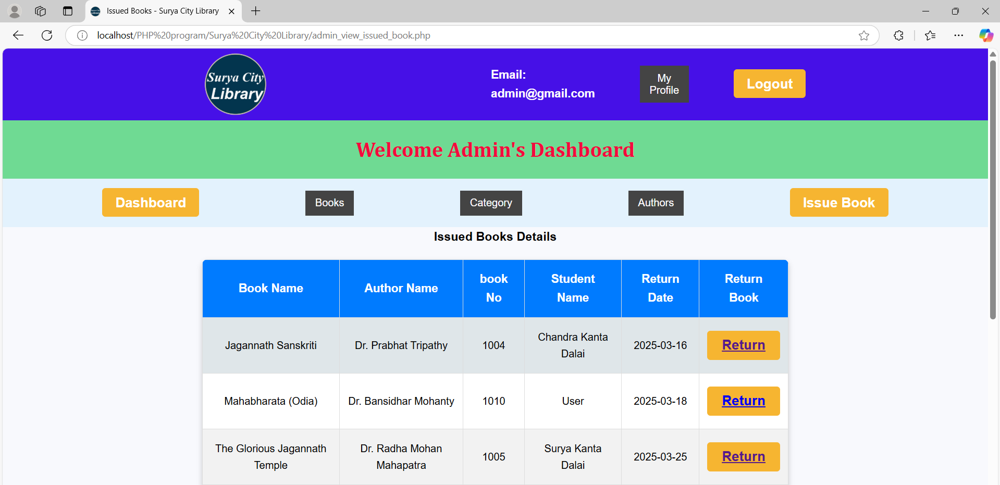 Issued Books - Surya City Library
localhost/PHP%20program/Surya%20City%20Library/admin_view_issued_book.php
Surya City
Library
Email:
admin@gmail.com
My
Profile
Logout
Welcome Admin's Dashboard
Dashboard
Books
Category
Authors
Issue Book
Issued Books Details
Book Name
Author Name
book
No
Student
Name
Return
Date
Return
Book
Jagannath Sanskriti
Dr. Prabhat Tripathy
1004
Chandra Kanta
Dalai
2025-03-16
Return
Mahabharata (Odia)
Dr. Bansidhar Mohanty
1010
User
2025-03-18
Return
The Glorious Jagannath
Temple
Dr. Radha Mohan
Mahapatra
1005
Surya Kanta
Dalai
2025-03-25
Return